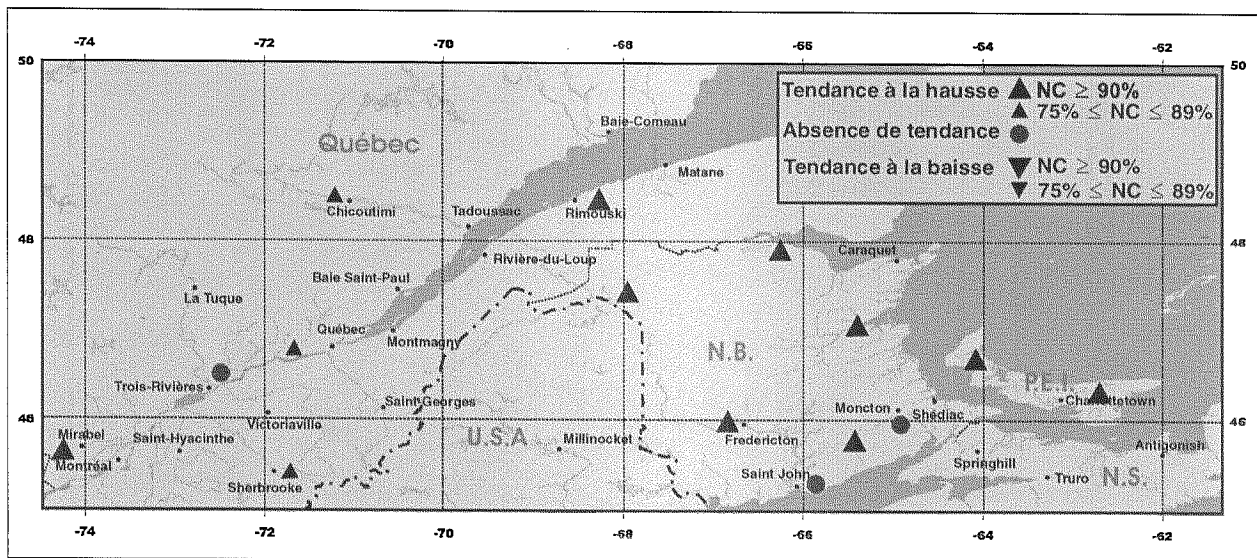 -74 -72 -70 -68 -66 -64 -62
50 50
Tendance à la hausse ▲ NC ≥ 90%
▲ 75% ≤ NC ≤ 89%
Absence de tendance ●
Tendance à la baisse ▼ NC ≥ 90%
▼ 75% ≤ NC ≤ 89%
Baie-Comeau
Québec
Matane
Chicoutimi
Tadoussac
Rimouski
48 48
Caraquet
Rivière-du-Loup
Baie Saint-Paul
La Tuque
Québec
Montmagny
N.B.
Trois-Rivières
Saint-Georges
P.E.I.
Charlottetown
46 46
Victoriaville
Moncton
Shédiac
Mirabel
Saint-Hyacinthe
U.S.A
Millinocket
Fredericton
Antigonish
Montréal
Springhill
Sherbrooke
Saint John
Truro
N.S.
-74 -72 -70 -68 -66 -64 -62